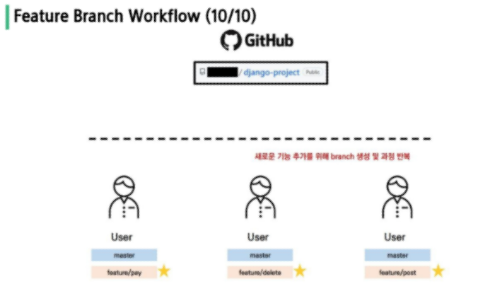 Feature Branch Workflow (10/10)
GitHub
/ django-project Public
새로운 기능 추가를 위해 branch 생성 및 과정 반복
User User User
master master master
feature/pay feature/delete feature/post